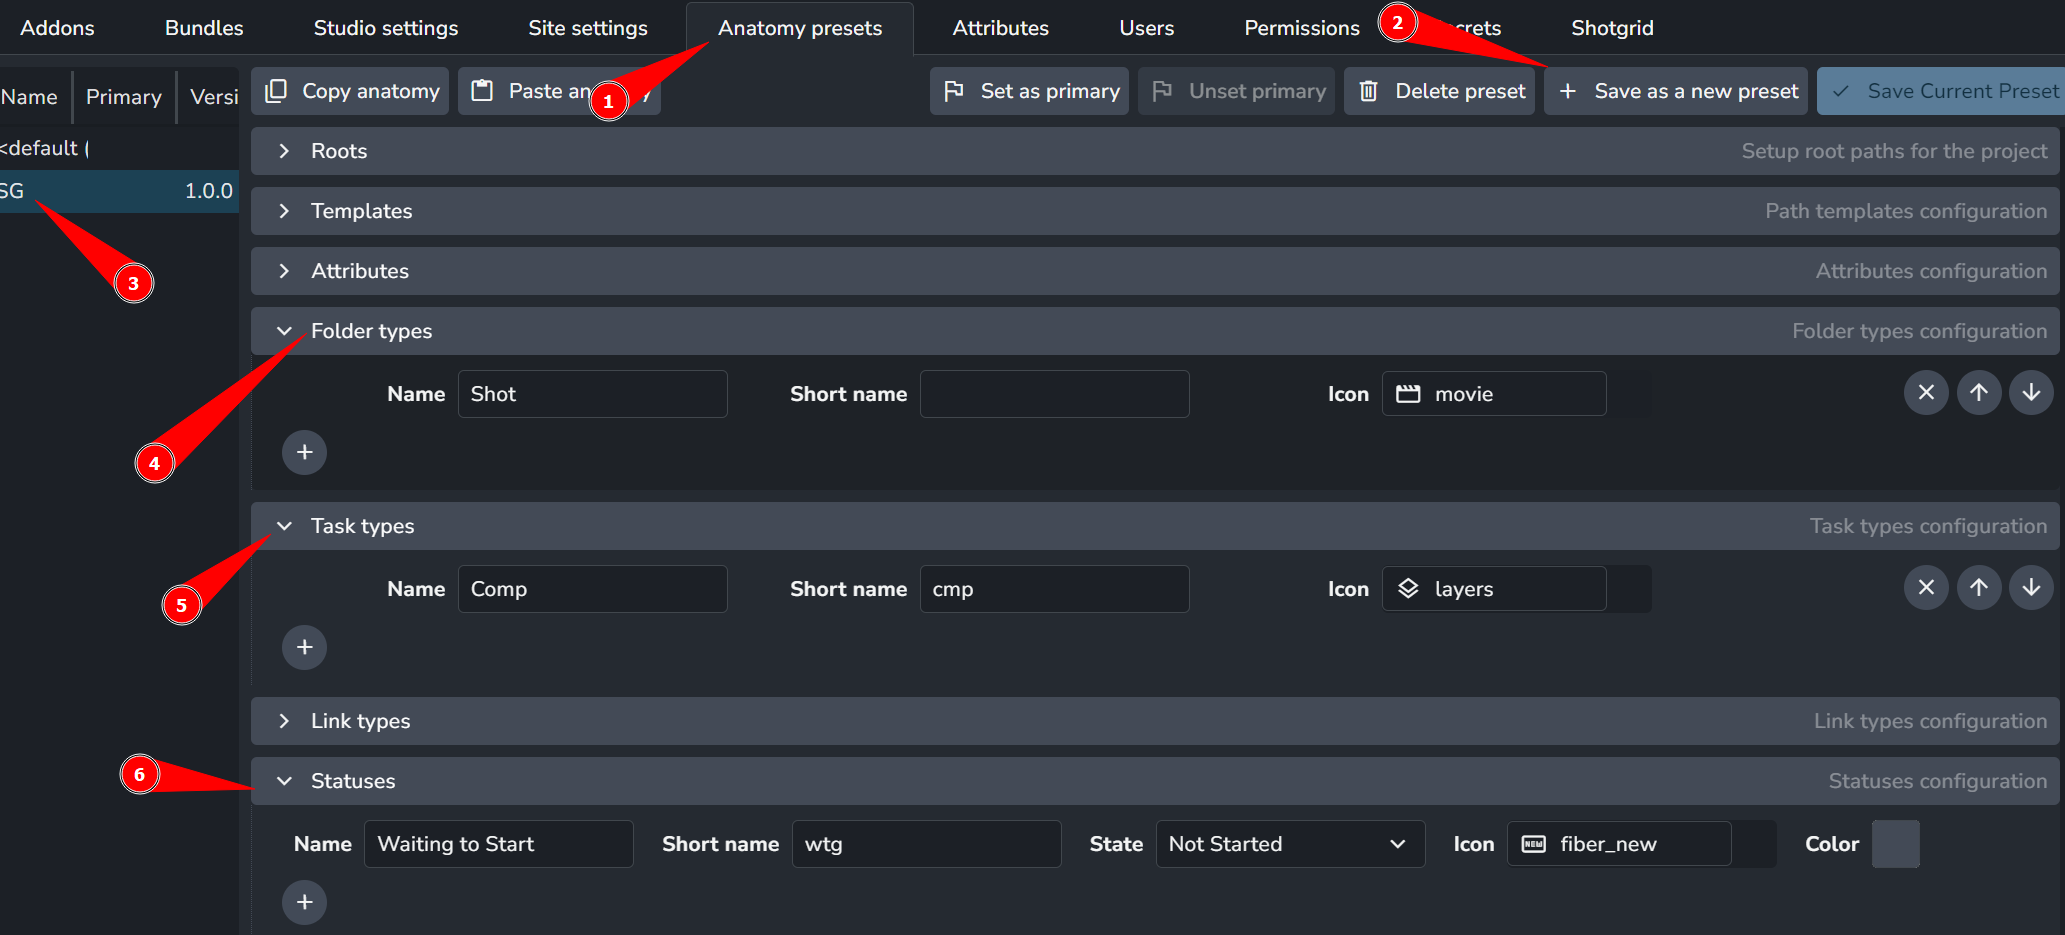 Addons Bundles Studio settings Site settings Anatomy presets Attributes Users Permissions 2 Shotgrid
Name Primary Versi Copy anatomy Paste 1 Set as primary Unset primary Delete preset Save as a new preset Save Current Preset
<default (
SG 1.0.0
3
Roots Setup root paths for the project
Templates Path templates configuration
Attributes Attributes configuration
Folder types Folder types configuration
Name Shot Short name Icon movie
4
Task types Task types configuration
Name Comp Short name cmp Icon layers
5
Link types Link types configuration
6 Statuses Statuses configuration
Name Waiting to Start Short name wtg State Not Started Icon NEW fiber_new Color